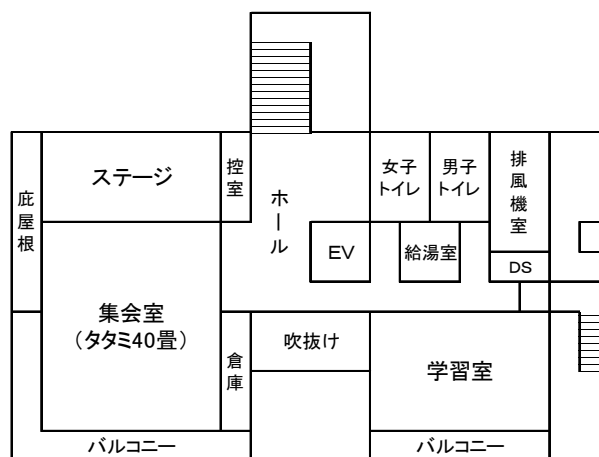 ステージ
控室
女子
トイレ
男子
トイレ
排風機室
庇屋根
ホール
EV
給湯室
DS
集会室
(タタミ40畳)
倉庫
吹抜け
学習室
バルコニー
バルコニー